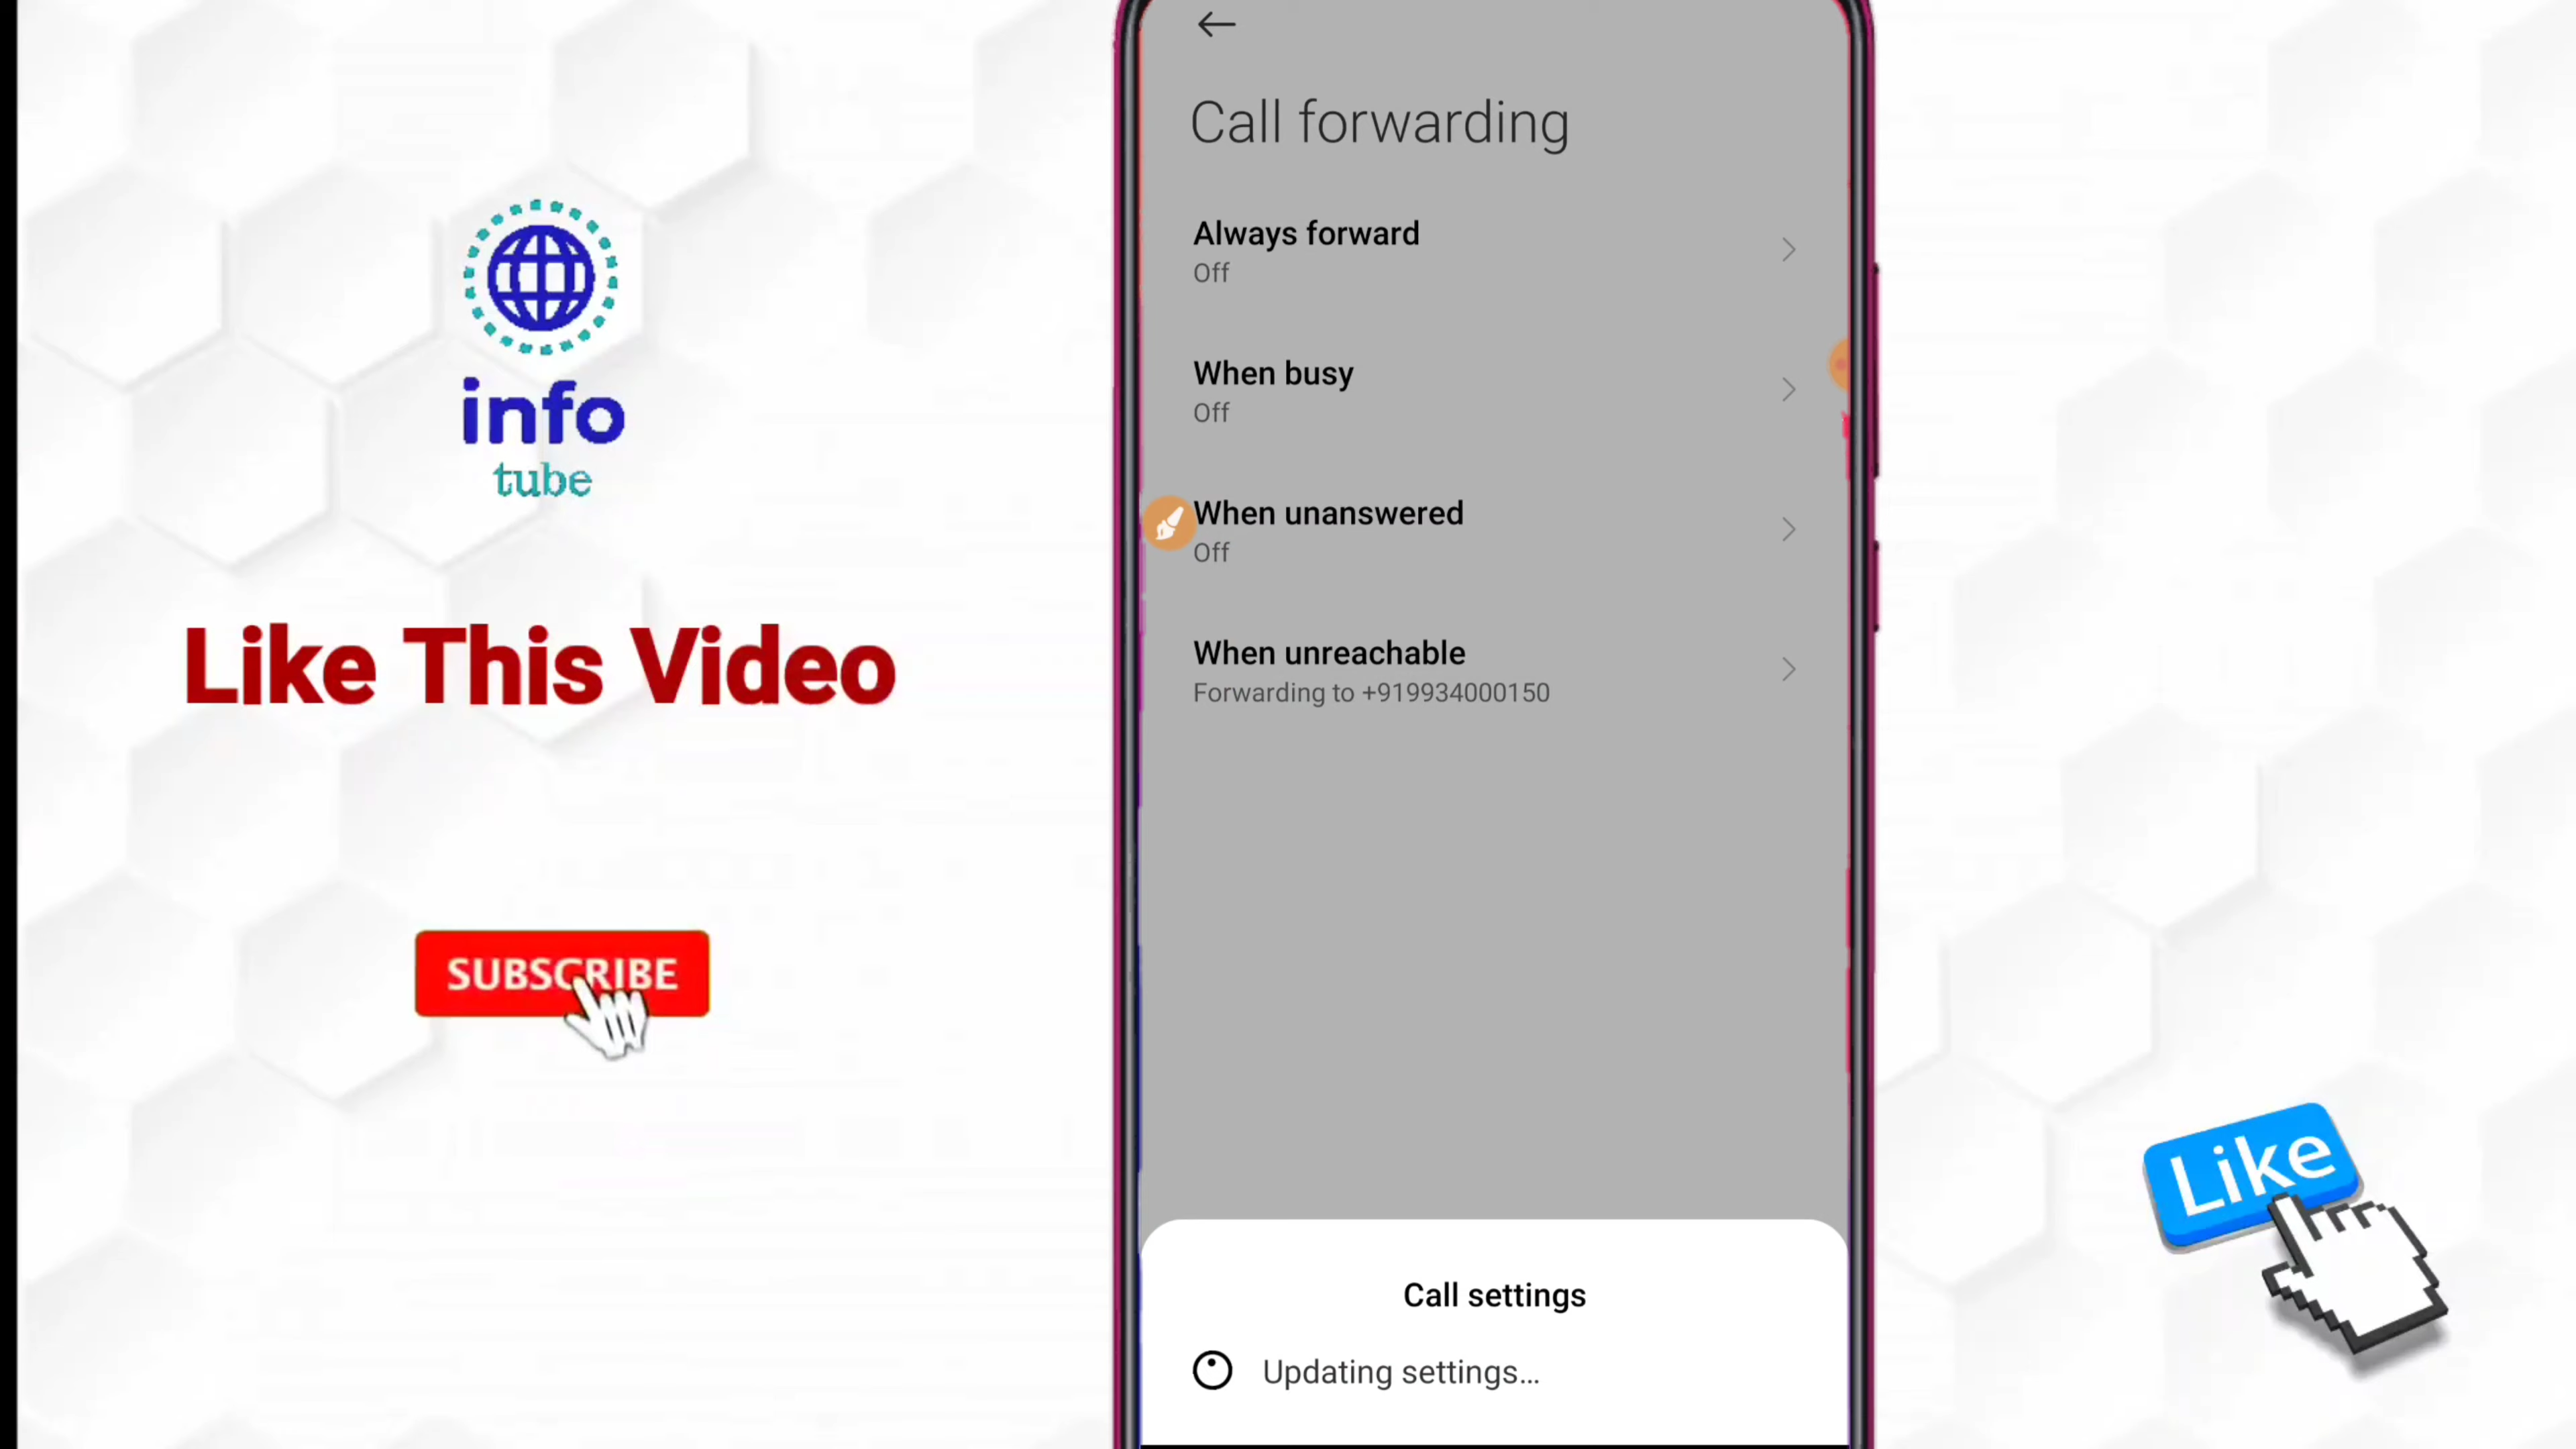 info
tube
Like This Video
SUBSCRIBE
Call forwarding
Always forward
Off
When busy
Off
When unanswered
Off
When unreachable
Forwarding to +919934000150
Call settings
Updating settings...
Like